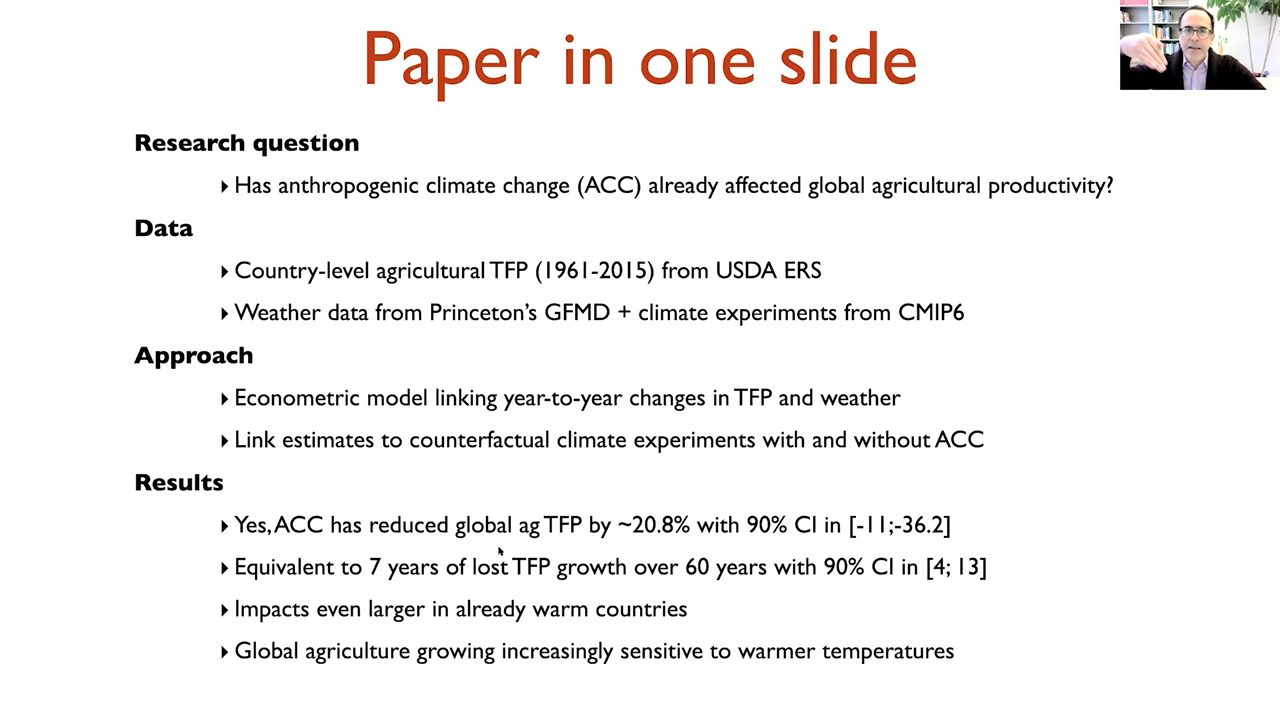 Paper in one slide
Research question
‣ Has anthropogenic climate change (ACC) already affected global agricultural productivity?
Data
‣ Country-level agricultural TFP (1961-2015) from USDA ERS
‣ Weather data from Princeton's GFMD + climate experiments from CMIP6
Approach
‣ Econometric model linking year-to-year changes in TFP and weather
‣ Link estimates to counterfactual climate experiments with and without ACC
Results
‣ Yes, ACC has reduced global ag TFP by ~20.8% with 90% CI in [-11;-36.2]
‣ Equivalent to 7 years of lost TFP growth over 60 years with 90% CI in [4; 13]
‣ Impacts even larger in already warm countries
‣ Global agriculture growing increasingly sensitive to warmer temperatures